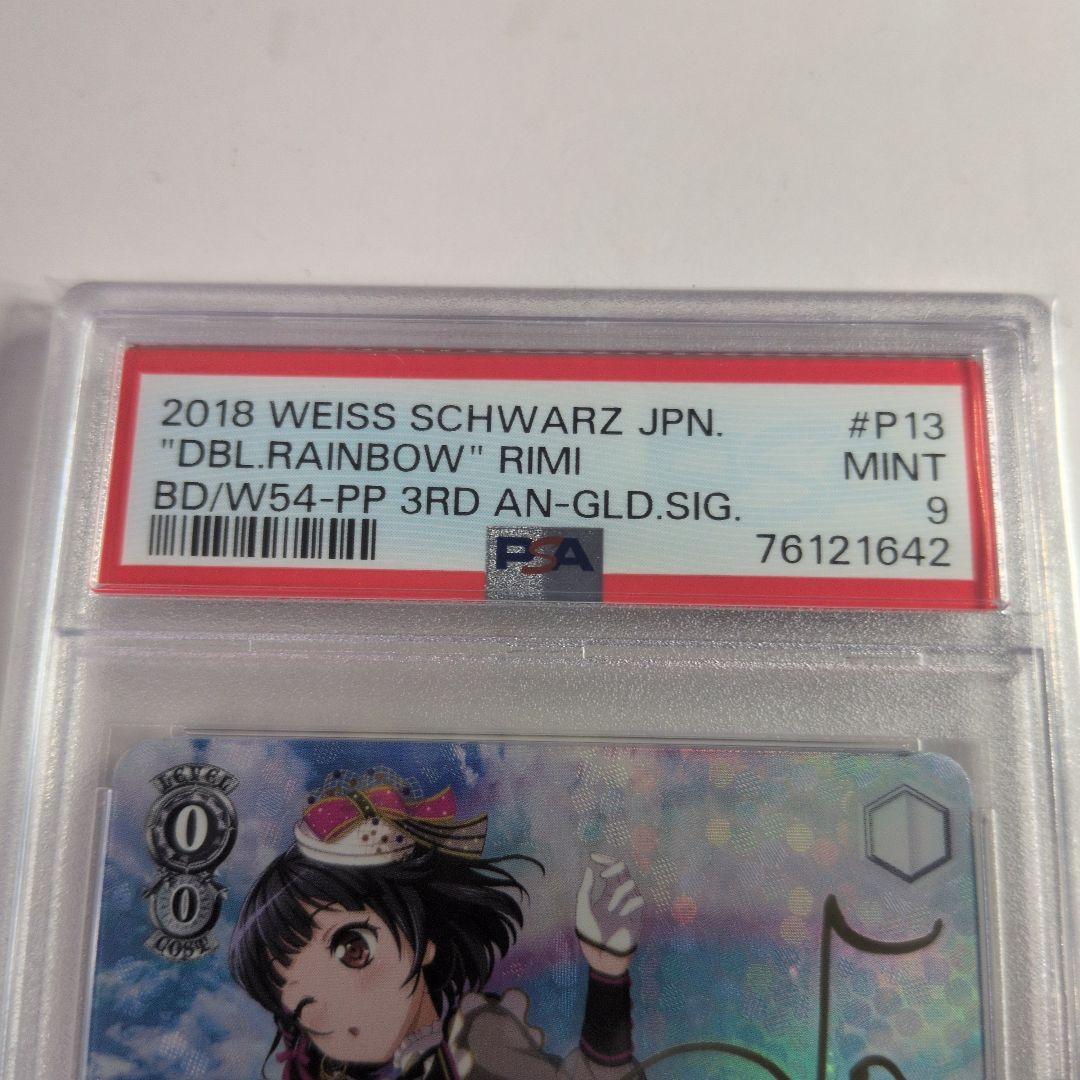 2018 WEISS SCHWARZ JPN. #P13
"DBL.RAINBOW" RIMI MINT
BD/W54-PP 3RD AN-GLD.SIG. 9
PSA 76121642
LEVEL
0
0
COST